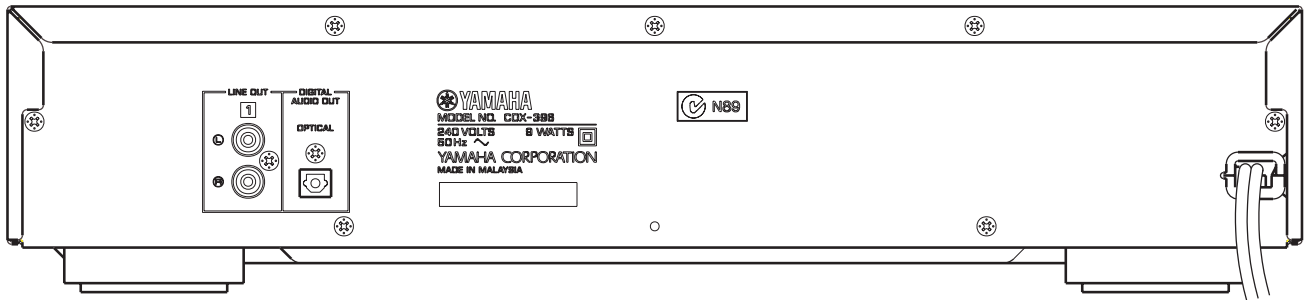 LINE OUT
1
L
R
DIGITAL
AUDIO OUT
OPTICAL
YAMAHA
MODEL NO. CDX-396
240 VOLTS 9 WATTS
50Hz ~
YAMAHA CORPORATION
MADE IN MALAYSIA
N89